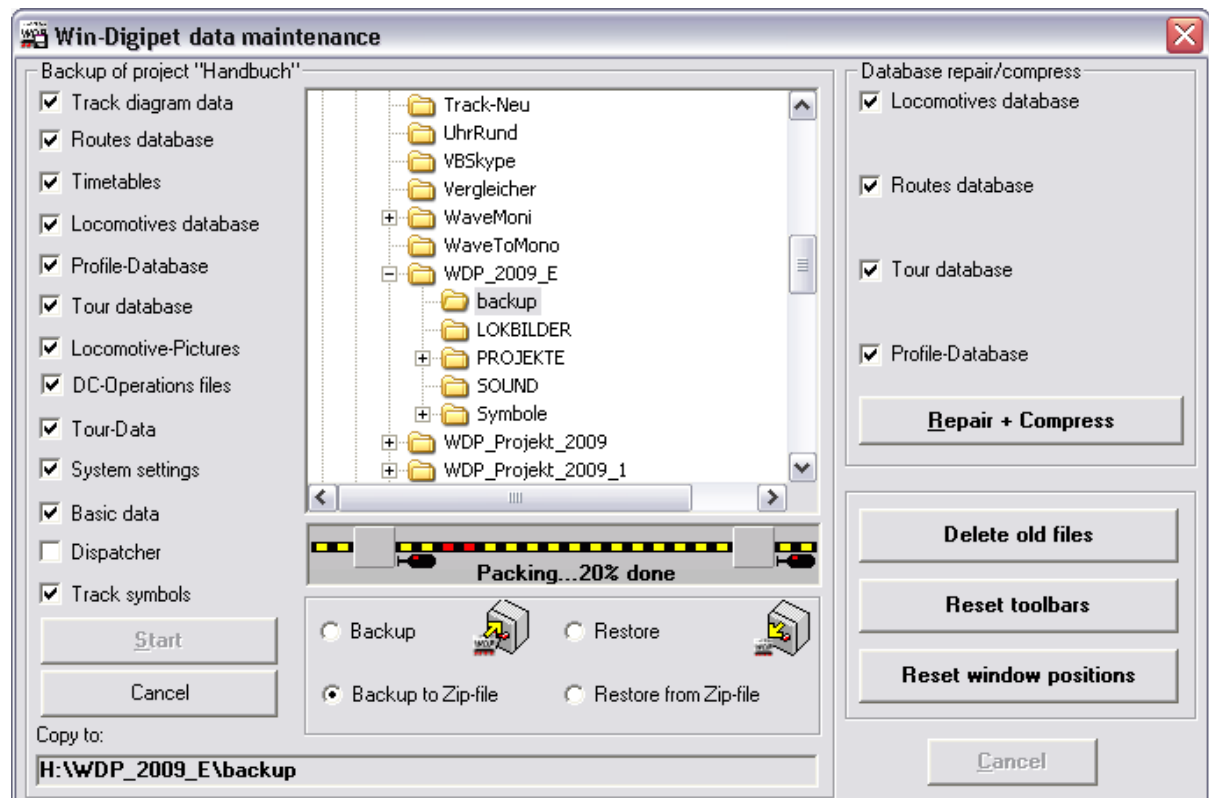 Win-Digipet data maintenance
Backup of project "Handbuch"
Track diagram data
Routes database
Timetables
Locomotives database
Profile-Database
Tour database
Locomotive-Pictures
DC-Operations files
Tour-Data
System settings
Basic data
Dispatcher
Track symbols
Start
Cancel
Track-Neu
UhrRund
VBSkype
Vergleicher
WaveMoni
WaveToMono
WDP_2009_E
backup
LOKBILDER
PROJEKTE
SOUND
Symbole
WDP_Projekt_2009
WDP_Projekt_2009_1
Packing...20% done
Backup
Restore
Backup to Zip-file
Restore from Zip-file
Copy to:
H:\WDP_2009_E\backup
Database repair/compress
Locomotives database
Routes database
Tour database
Profile-Database
Repair + Compress
Delete old files
Reset toolbars
Reset window positions
Cancel